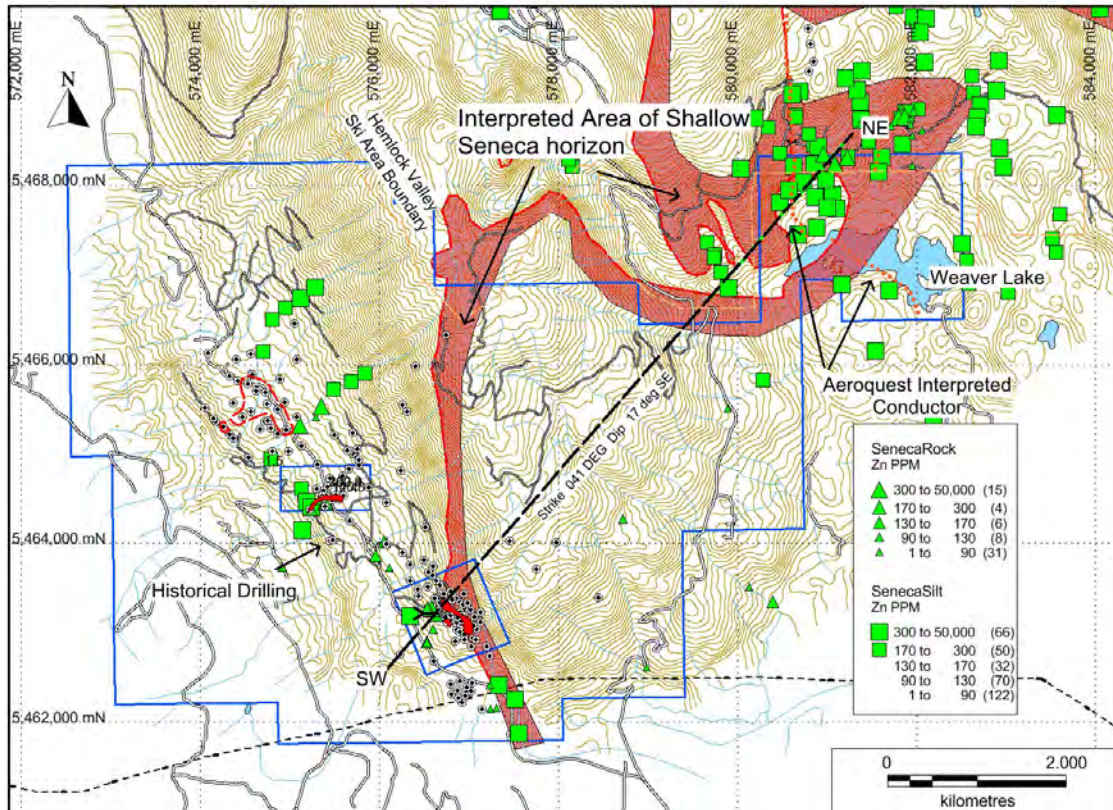 572,000 mE
574,000 mE
576,000 mE
578,000 mE
580,000 mE
582,000 mE
584,000 mE
N
Interpreted Area of Shallow
Seneca horizon
NE
Hemlock Valley
Ski Area Boundary
5,468,000 mN
Weaver Lake
5,466,000 mN
Aeroquest Interpreted
Conductor
Strike 041 DEG Dip 17 deg SE
5,464,000 mN
Historical Drilling
SW
5,462,000 mN
SenecaRock
Zn PPM
300 to 50,000 (15)
170 to 300 (4)
130 to 170 (6)
90 to 130 (8)
1 to 90 (31)
SenecaSilt
Zn PPM
300 to 50,000 (66)
170 to 300 (50)
130 to 170 (32)
90 to 130 (70)
1 to 90 (122)
0 2.000
kilometres